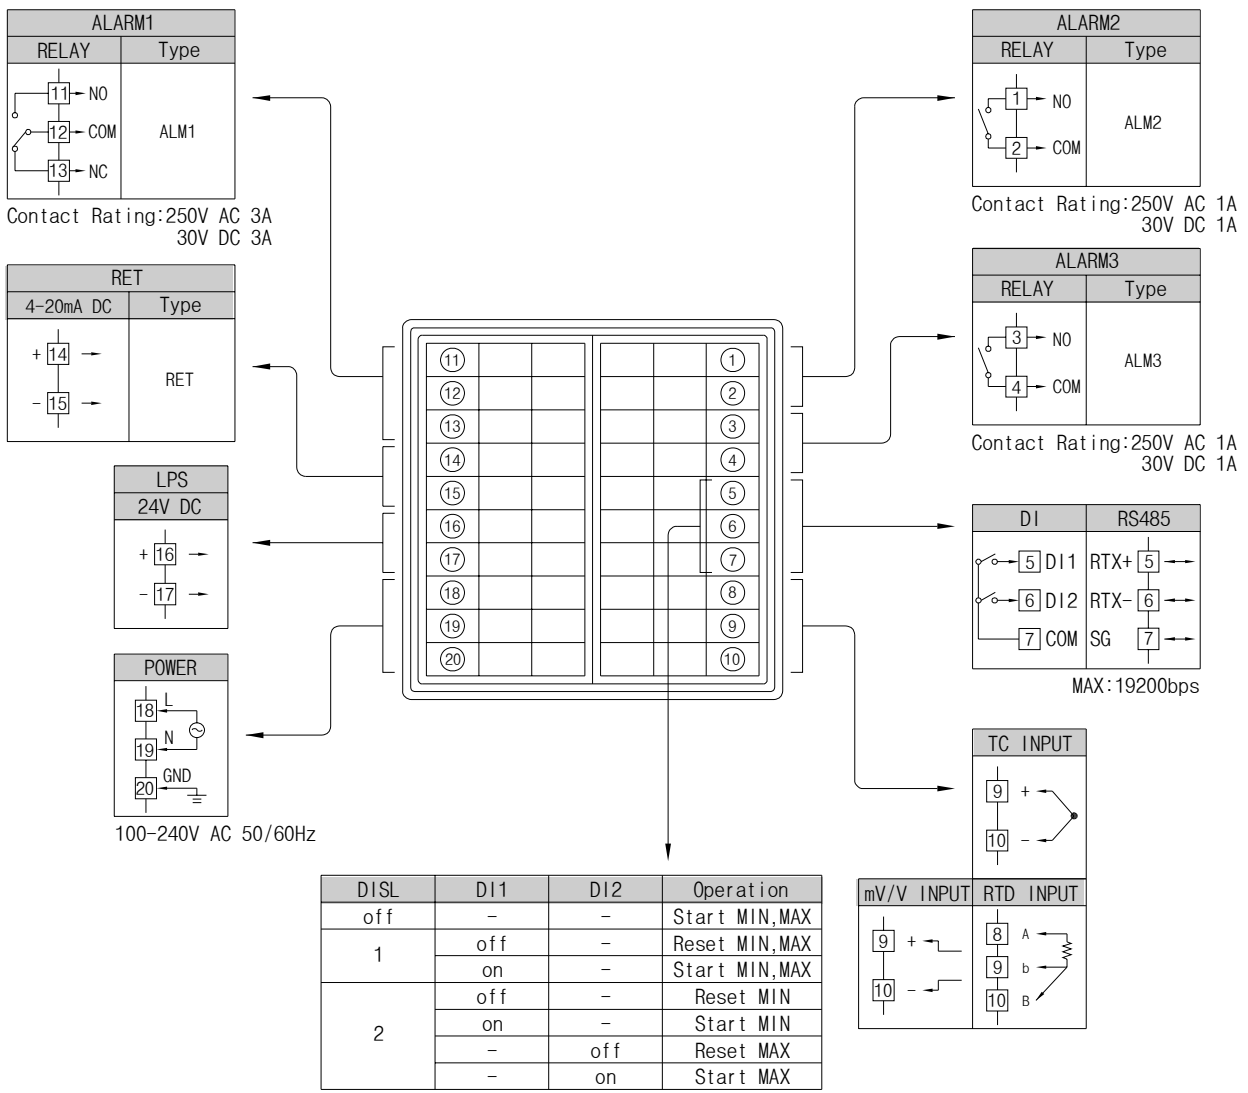 ALARM1
RELAY Type
11 NO
12 COM
13 NC
ALM1
Contact Rating:250V AC 3A
30V DC 3A
RET
4-20mA DC Type
+ 14
- 15
RET
LPS
24V DC
+ 16
- 17
POWER
18 L
19 N
20 GND
100-240V AC 50/60Hz
11 1
12 2
13 3
14 4
15 5
16 6
17 7
18 8
19 9
20 10
ALARM2
RELAY Type
1 NO
2 COM
ALM2
Contact Rating:250V AC 1A
30V DC 1A
ALARM3
RELAY Type
3 NO
4 COM
ALM3
Contact Rating:250V AC 1A
30V DC 1A
DI RS485
5 DI1 RTX+ 5
6 DI2 RTX- 6
7 COM SG 7
MAX:19200bps
TC INPUT
9 +
10 -
mV/V INPUT RTD INPUT
9 +
10 -
8 A
9 b
10 B
DISL DI1 DI2 Operation
off - - Start MIN,MAX
1 off - Reset MIN,MAX
on - Start MIN,MAX
2 off - Reset MIN
on - Start MIN
- off Reset MAX
- on Start MAX